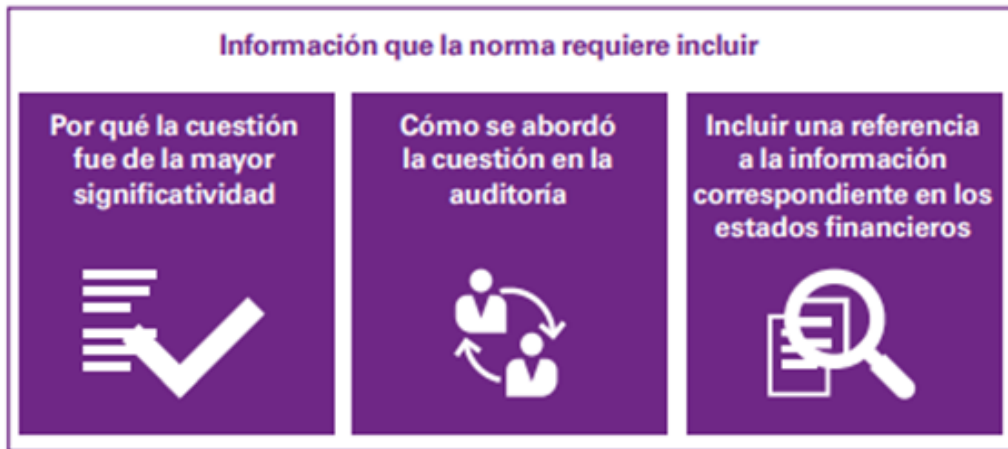 Información que la norma requiere incluir
Por qué la cuestión
fue de la mayor
significatividad
Cómo se abordó
la cuestión en la
auditoría
Incluir una referencia
a la información
correspondiente en los
estados financieros